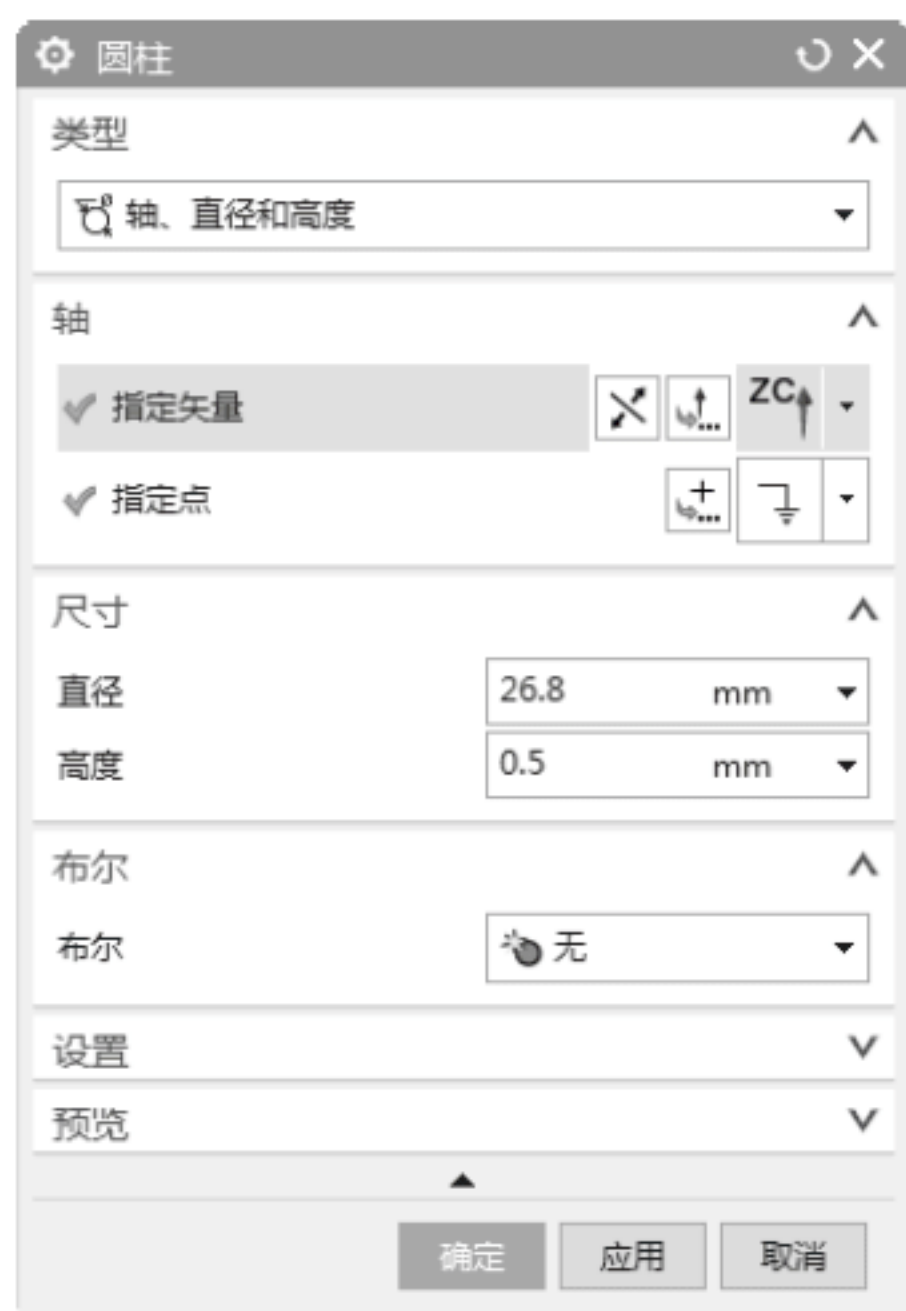 圆柱
类型
轴、直径和高度
轴
指定矢量 ZC
指定点
尺寸
直径 26.8 mm
高度 0.5 mm
布尔
布尔 无
设置
预览
确定 应用 取消